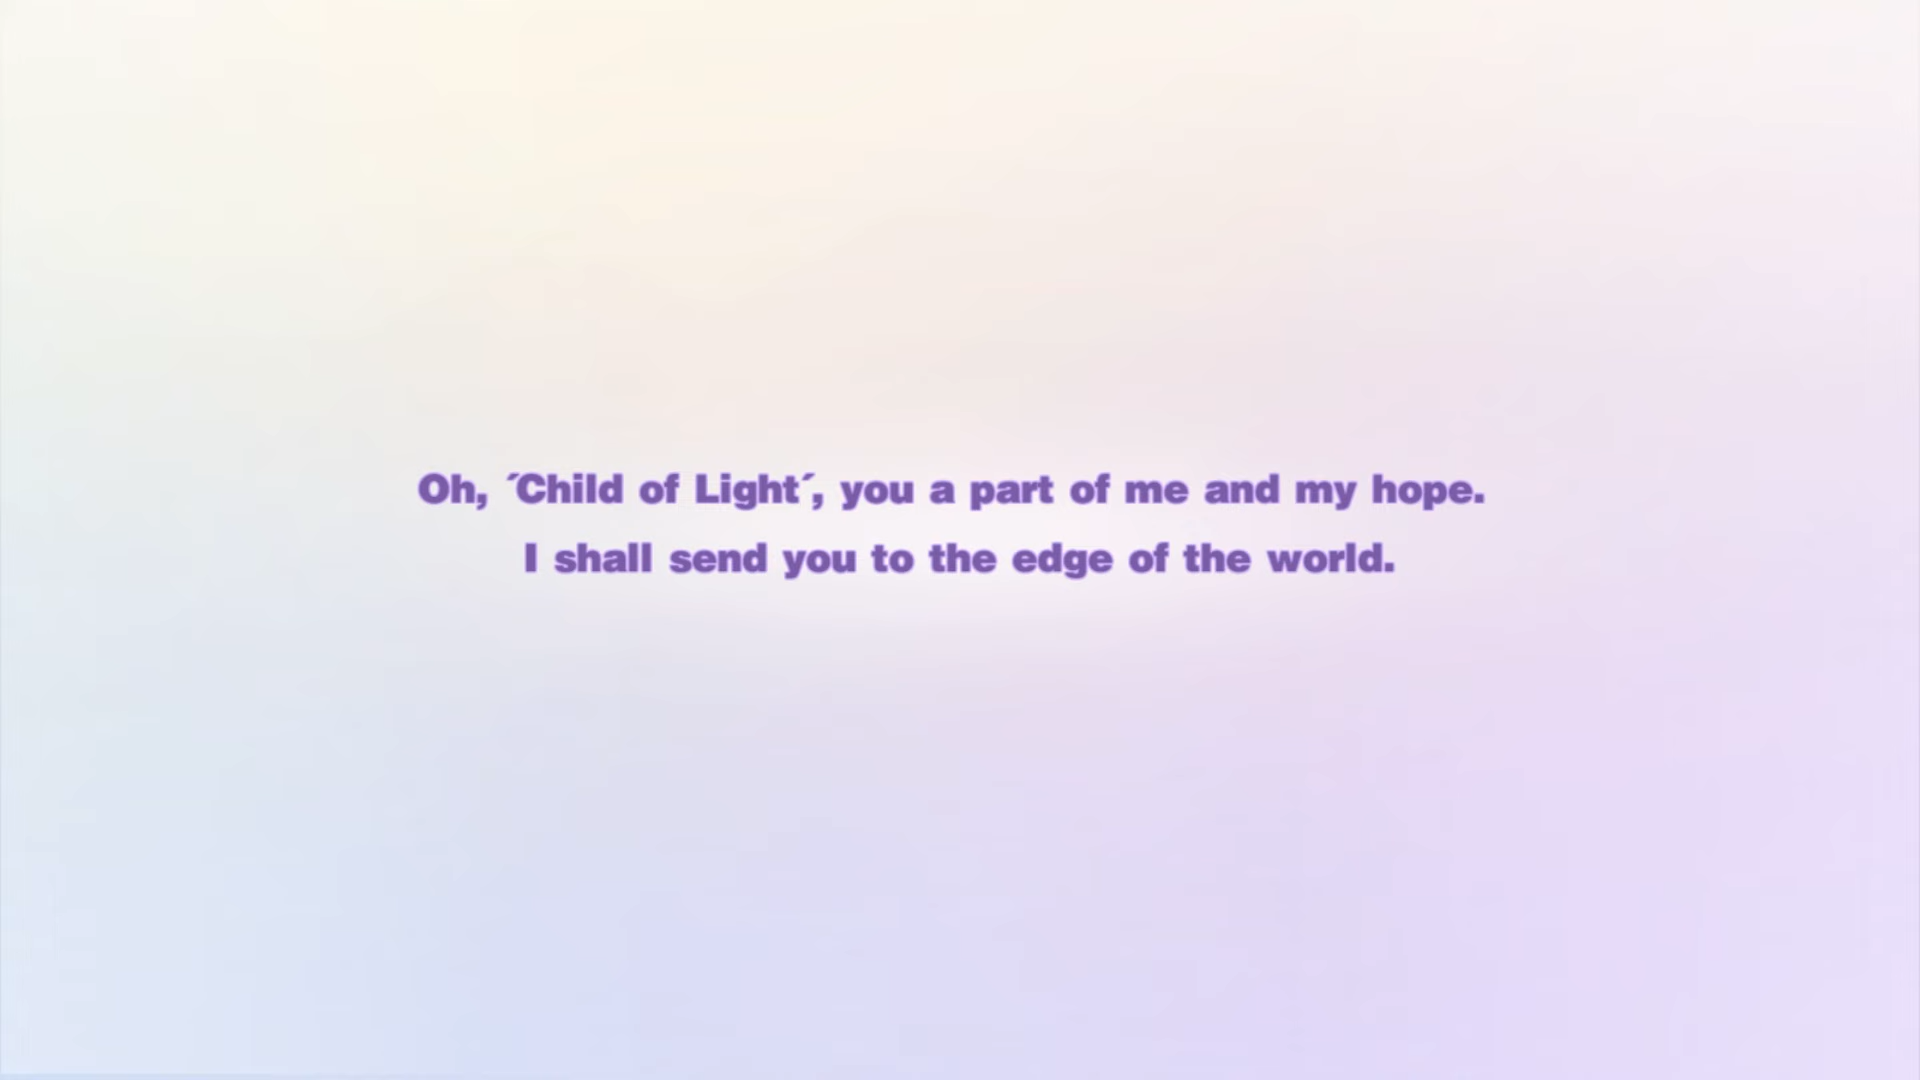 Oh, ´Child of Light´, you a part of me and my hope.
I shall send you to the edge of the world.